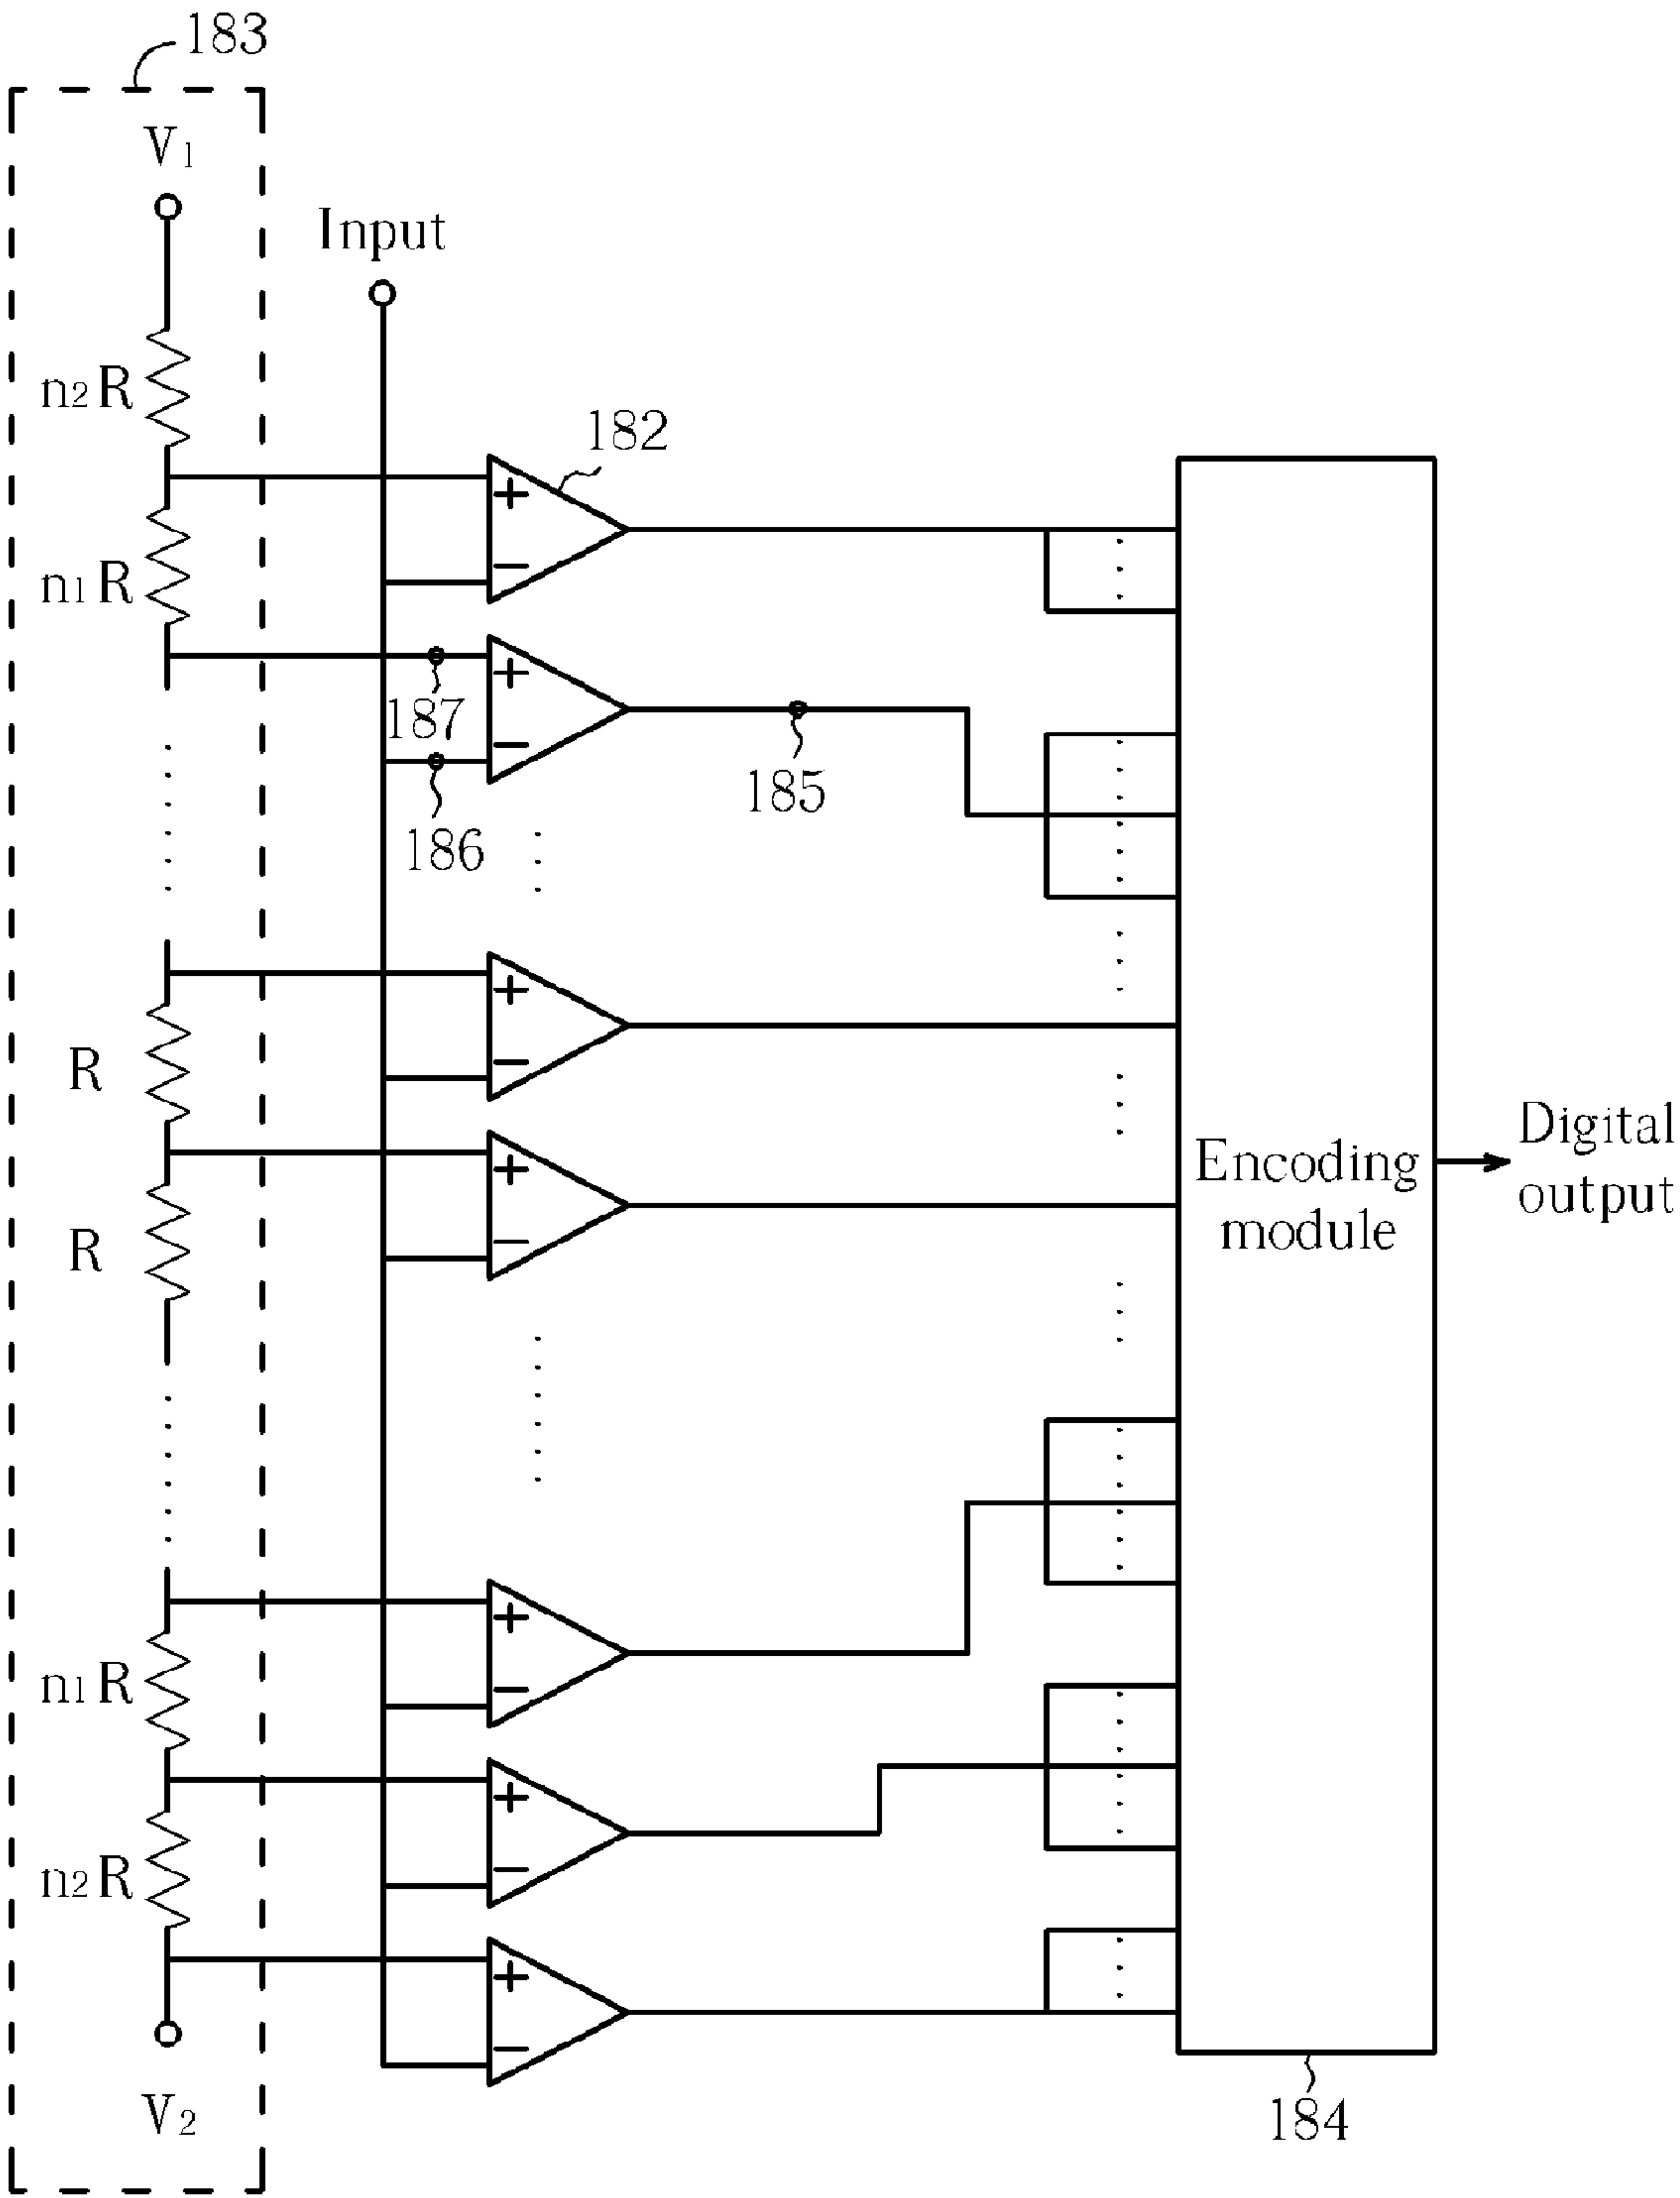 183
V1
Input
n2R
182
+
−
n1R
+
187
−
185
186
+
R
−
+
R
−
Encoding
module
Digital
output
+
n1R
−
+
n2R
−
+
−
V2
184